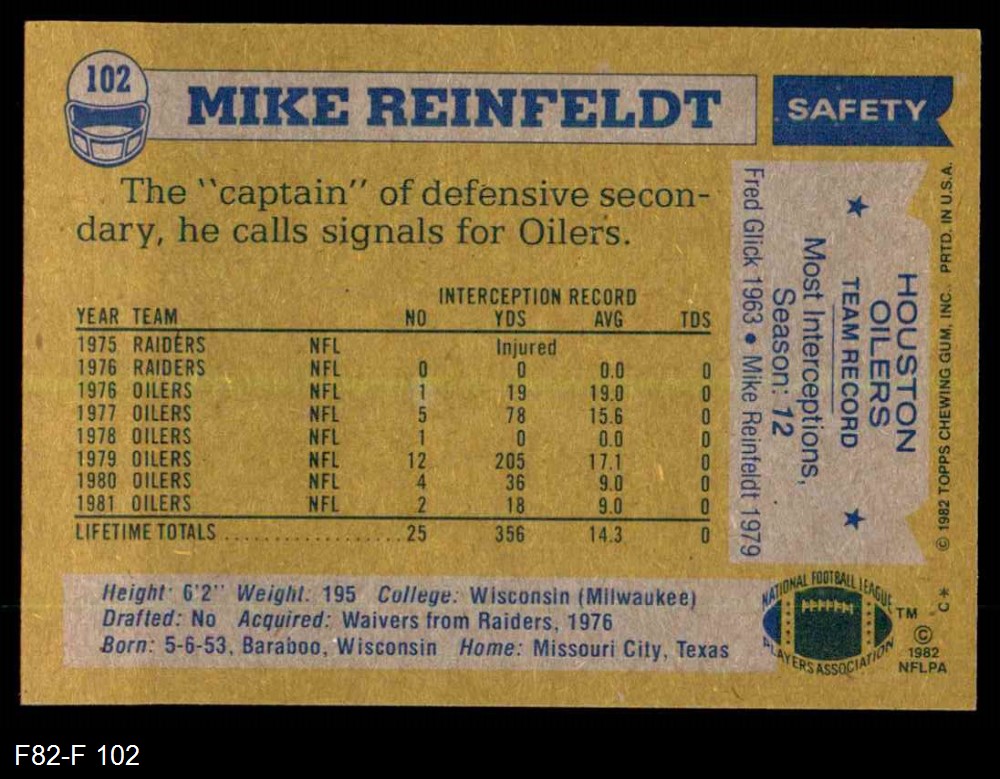 102
MIKE REINFELDT
SAFETY
The "captain" of defensive secon-
dary, he calls signals for Oilers.
INTERCEPTION RECORD
YEAR TEAM NO YDS AVG TDS
1975 RAIDERS NFL Injured
1976 RAIDERS NFL 0 0 0.0 0
1976 OILERS NFL 1 19 19.0 0
1977 OILERS NFL 5 78 15.6 0
1978 OILERS NFL 1 0 0.0 0
1979 OILERS NFL 12 205 17.1 0
1980 OILERS NFL 4 36 9.0 0
1981 OILERS NFL 2 18 9.0 0
LIFETIME TOTALS ..................25 356 14.3 0
Height: 6'2" Weight: 195 College: Wisconsin (Milwaukee)
Drafted: No Acquired: Waivers from Raiders, 1976
Born: 5-6-53, Baraboo, Wisconsin Home: Missouri City, Texas
HOUSTON
OILERS
★ TEAM RECORD ★
Most Interceptions,
Season: 12
Fred Glick 1963 • Mike Reinfeldt 1979
© 1982 TOPPS CHEWING GUM, INC. PRTD. IN U.S.A.
C*
NATIONAL FOOTBALL LEAGUE
PLAYERS ASSOCIATION
TM
©
1982
NFLPA
F82-F 102